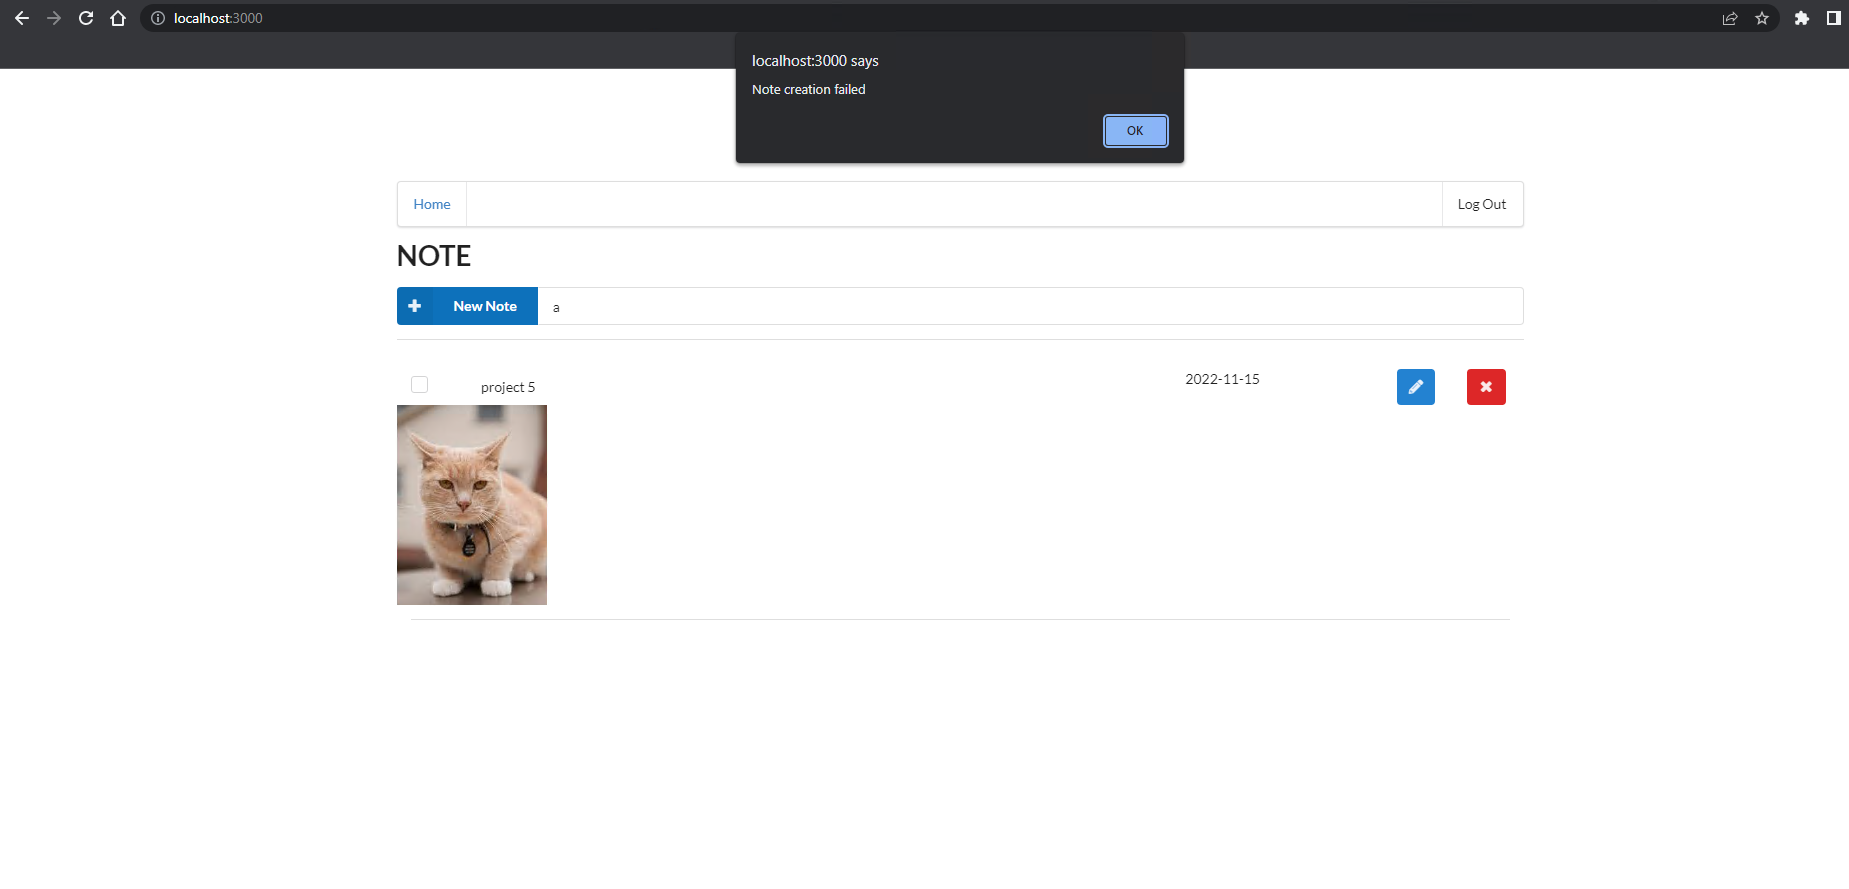 localhost:3000
localhost:3000 says
Note creation failed
OK
Home
Log Out
NOTE
New Note
a
project 5
2022-11-15